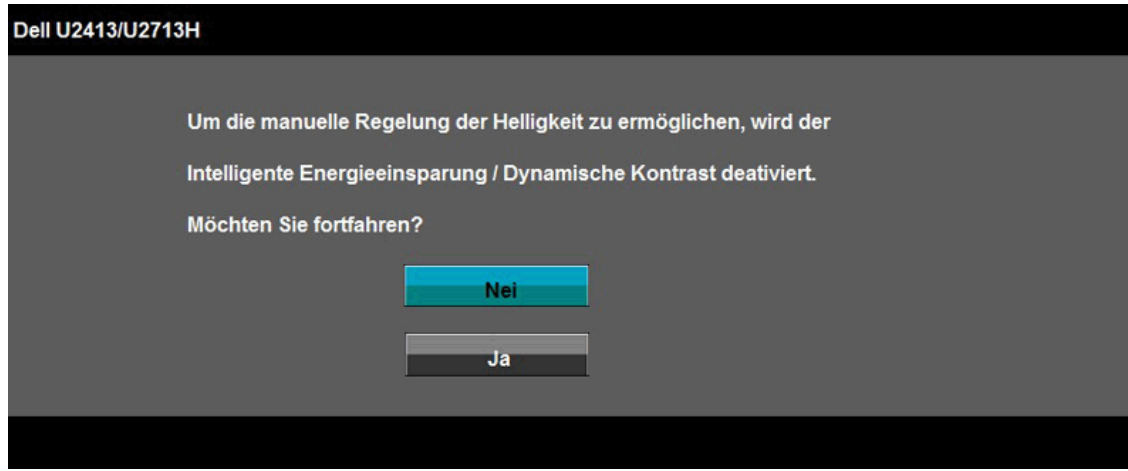 Dell U2413/U2713H
Um die manuelle Regelung der Helligkeit zu ermöglichen, wird der
Intelligente Energieeinsparung / Dynamische Kontrast deativiert.
Möchten Sie fortfahren?
Nei
Ja